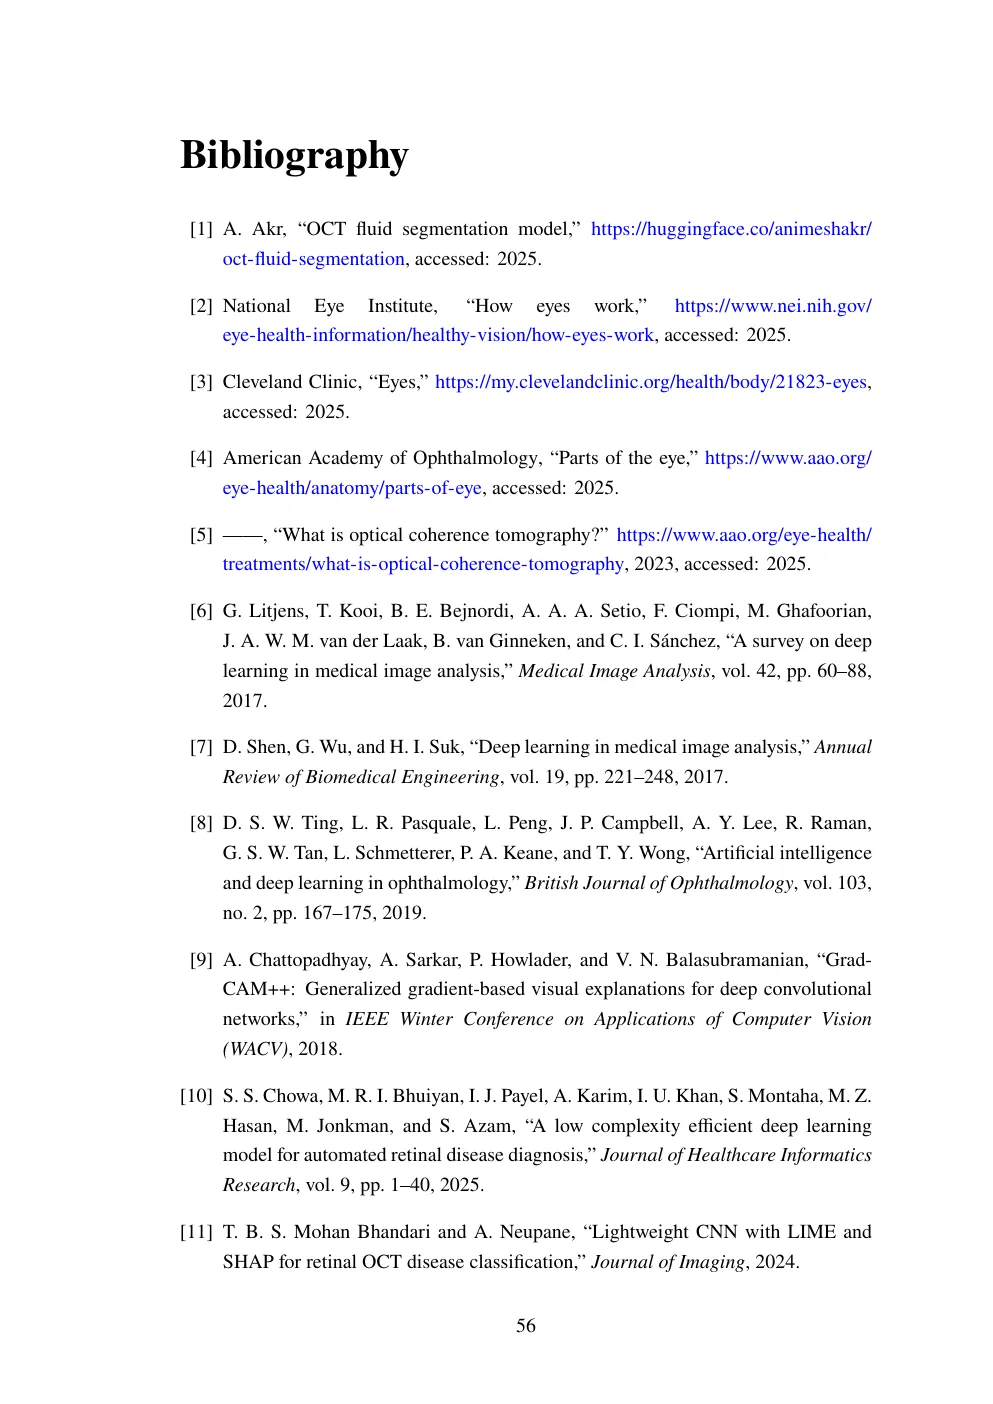 Bibliography
[1] A. Akr, “OCT fluid segmentation model,” https://huggingface.co/animeshakr/
oct-fluid-segmentation, accessed: 2025.
[2] National Eye Institute, “How eyes work,” https://www.nei.nih.gov/
eye-health-information/healthy-vision/how-eyes-work, accessed: 2025.
[3] Cleveland Clinic, “Eyes,” https://my.clevelandclinic.org/health/body/21823-eyes,
accessed: 2025.
[4] American Academy of Ophthalmology, “Parts of the eye,” https://www.aao.org/
eye-health/anatomy/parts-of-eye, accessed: 2025.
[5] ——, “What is optical coherence tomography?” https://www.aao.org/eye-health/
treatments/what-is-optical-coherence-tomography, 2023, accessed: 2025.
[6] G. Litjens, T. Kooi, B. E. Bejnordi, A. A. A. Setio, F. Ciompi, M. Ghafoorian,
J. A. W. M. van der Laak, B. van Ginneken, and C. I. Sánchez, “A survey on deep
learning in medical image analysis,” Medical Image Analysis, vol. 42, pp. 60–88,
2017.
[7] D. Shen, G. Wu, and H. I. Suk, “Deep learning in medical image analysis,” Annual
Review of Biomedical Engineering, vol. 19, pp. 221–248, 2017.
[8] D. S. W. Ting, L. R. Pasquale, L. Peng, J. P. Campbell, A. Y. Lee, R. Raman,
G. S. W. Tan, L. Schmetterer, P. A. Keane, and T. Y. Wong, “Artificial intelligence
and deep learning in ophthalmology,” British Journal of Ophthalmology, vol. 103,
no. 2, pp. 167–175, 2019.
[9] A. Chattopadhyay, A. Sarkar, P. Howlader, and V. N. Balasubramanian, “Grad-
CAM++: Generalized gradient-based visual explanations for deep convolutional
networks,” in IEEE Winter Conference on Applications of Computer Vision
(WACV), 2018.
[10] S. S. Chowa, M. R. I. Bhuiyan, I. J. Payel, A. Karim, I. U. Khan, S. Montaha, M. Z.
Hasan, M. Jonkman, and S. Azam, “A low complexity efficient deep learning
model for automated retinal disease diagnosis,” Journal of Healthcare Informatics
Research, vol. 9, pp. 1–40, 2025.
[11] T. B. S. Mohan Bhandari and A. Neupane, “Lightweight CNN with LIME and
SHAP for retinal OCT disease classification,” Journal of Imaging, 2024.
56